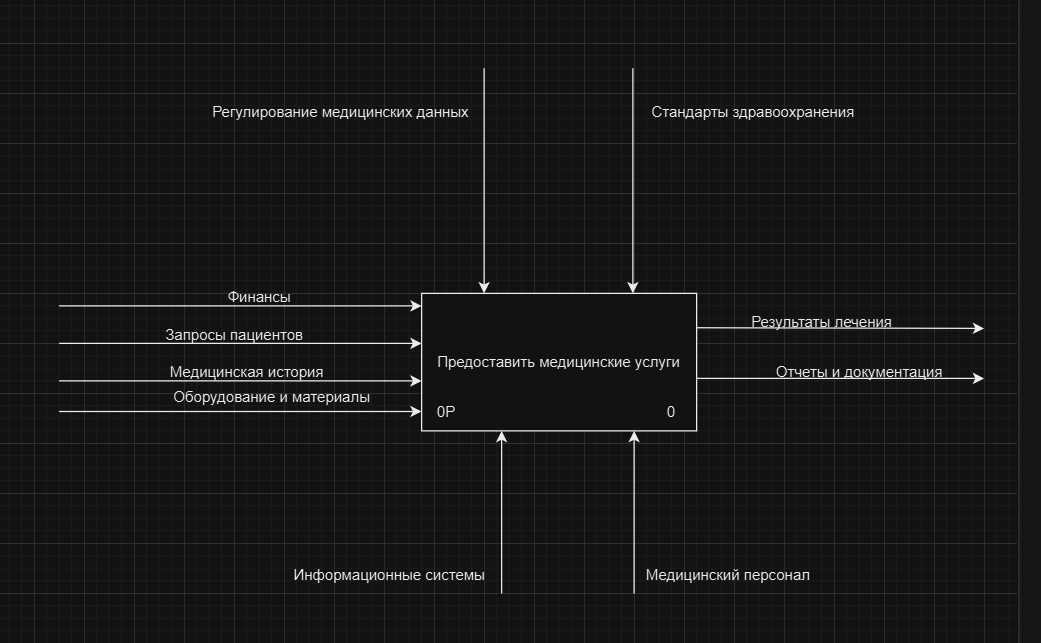 Регулирование медицинских данных
Стандарты здравоохранения
Финансы
Запросы пациентов
Медицинская история
Оборудование и материалы
Предоставить медицинские услуги
0Р
0
Результаты лечения
Отчеты и документация
Информационные системы
Медицинский персонал